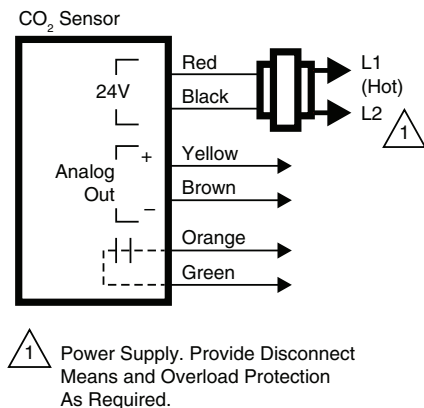 CO2 Sensor
Red
L1
(Hot)
24V
Black
L2
1
+
Yellow
Analog
Out
Brown
–
Orange
Green
1
Power Supply. Provide Disconnect
Means and Overload Protection
As Required.